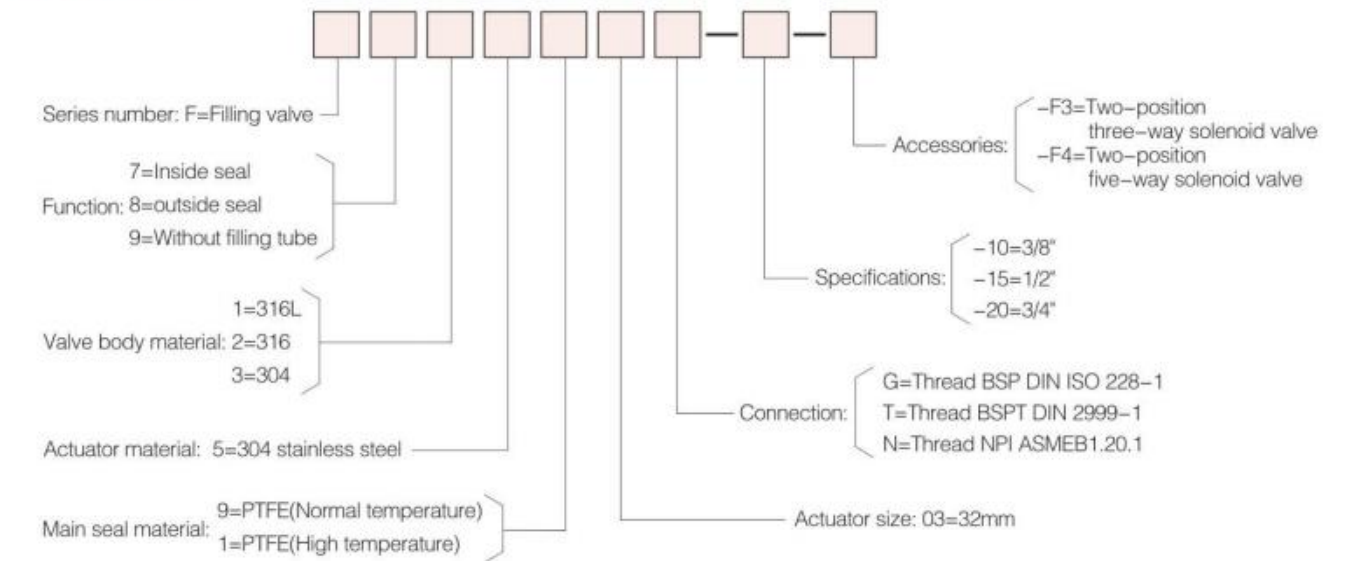 Series number: F=Filling valve
Function:
7=Inside seal
8=outside seal
9=Without filling tube
Valve body material:
1=316L
2=316
3=304
Actuator material: 5=304 stainless steel
Main seal material:
9=PTFE(Normal temperature)
1=PTFE(High temperature)
Accessories:
-F3=Two-position
three-way solenoid valve
-F4=Two-position
five-way solenoid valve
Specifications:
-10=3/8"
-15=1/2"
-20=3/4"
Connection:
G=Thread BSP DIN ISO 228-1
T=Thread BSPT DIN 2999-1
N=Thread NPI ASMEB1.20.1
Actuator size: 03=32mm